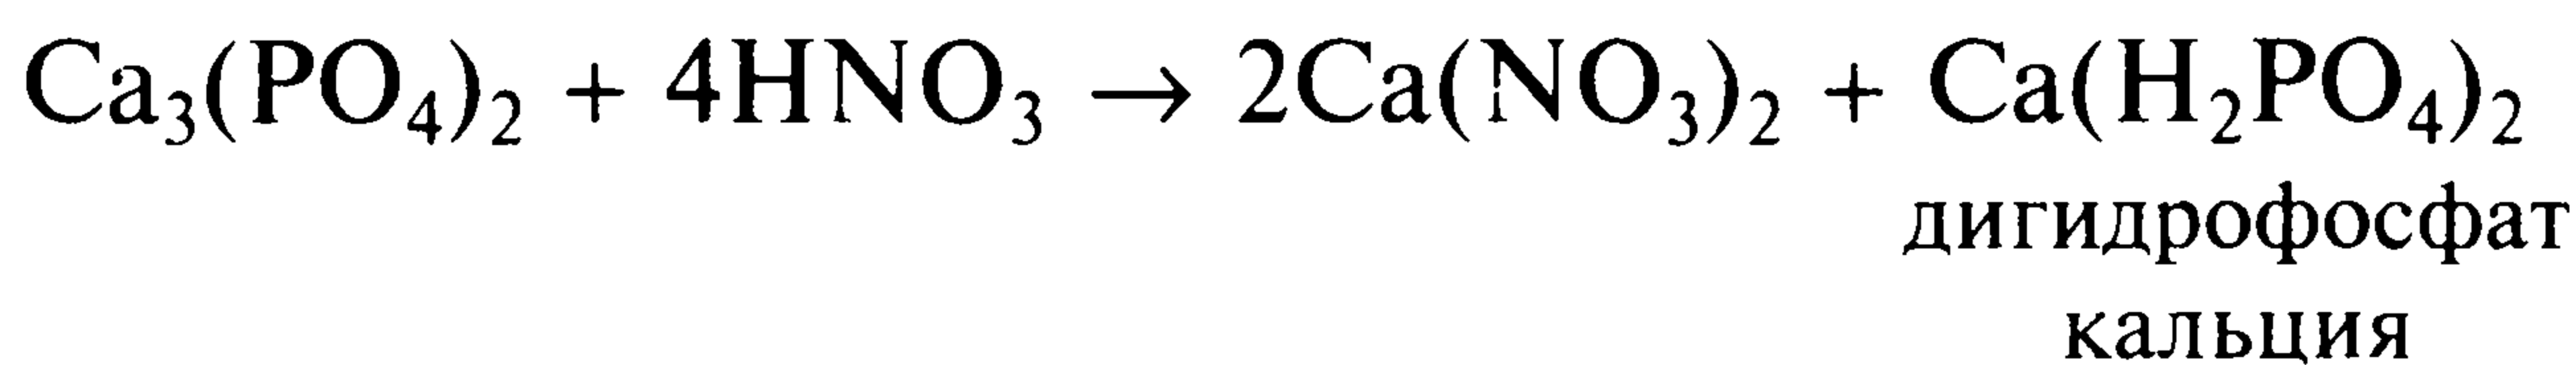 Ca₃(PO₄)₂ + 4HNO₃ → 2Ca(NO₃)₂ + Ca(H₂PO₄)₂
дигидрофосфат
кальция